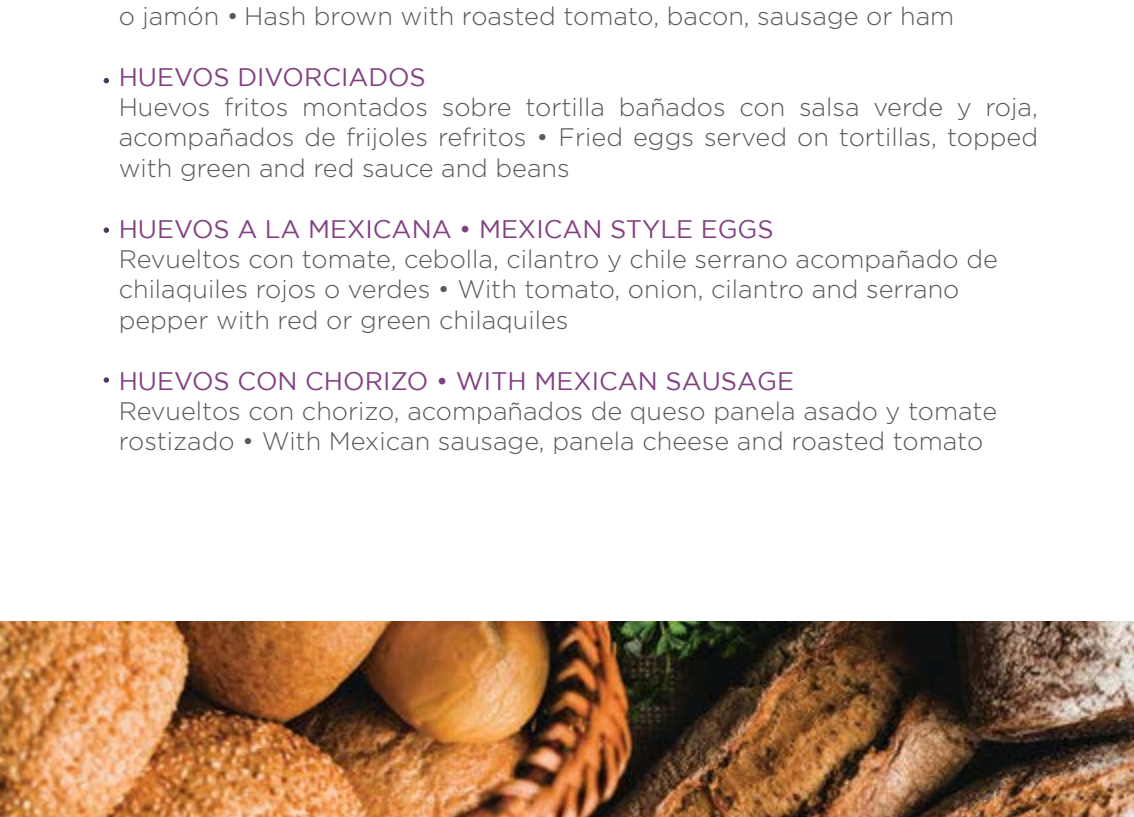 o jamón • Hash brown with roasted tomato, bacon, sausage or ham
• HUEVOS DIVORCIADOS
Huevos fritos montados sobre tortilla bañados con salsa verde y roja,
acompañados de frijoles refritos • Fried eggs served on tortillas, topped
with green and red sauce and beans
• HUEVOS A LA MEXICANA • MEXICAN STYLE EGGS
Revueltos con tomate, cebolla, cilantro y chile serrano acompañado de
chilaquiles rojos o verdes • With tomato, onion, cilantro and serrano
pepper with red or green chilaquiles
• HUEVOS CON CHORIZO • WITH MEXICAN SAUSAGE
Revueltos con chorizo, acompañados de queso panela asado y tomate
rostizado • With Mexican sausage, panela cheese and roasted tomato